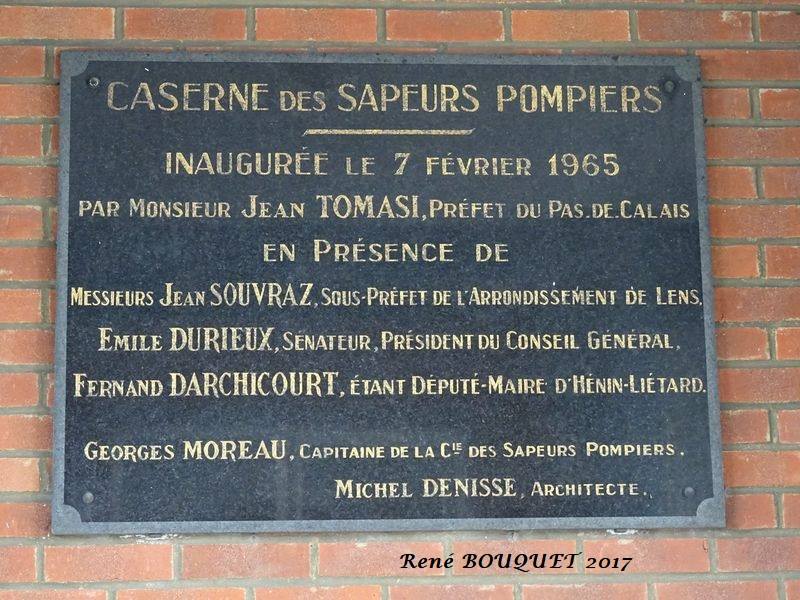 CASERNE DES SAPEURS POMPIERS
INAUGURÉE LE 7 FÉVRIER 1965
PAR MONSIEUR JEAN TOMASI, PRÉFET DU PAS.DE.CALAIS
EN PRÉSENCE DE
MESSIEURS JEAN SOUVRAZ, SOUS-PRÉFET DE L'ARRONDISSEMENT DE LENS,
EMILE DURIEUX, SENATEUR, PRÉSIDENT DU CONSEIL GÉNÉRAL,
FERNAND DARCHICOURT, ÉTANT DÉPUTÉ-MAIRE D'HÉNIN-LIÉTARD.
GEORGES MOREAU, CAPITAINE DE LA CIE DES SAPEURS POMPIERS,
MICHEL DENISSE, ARCHITECTE.
René BOUQUET 2017